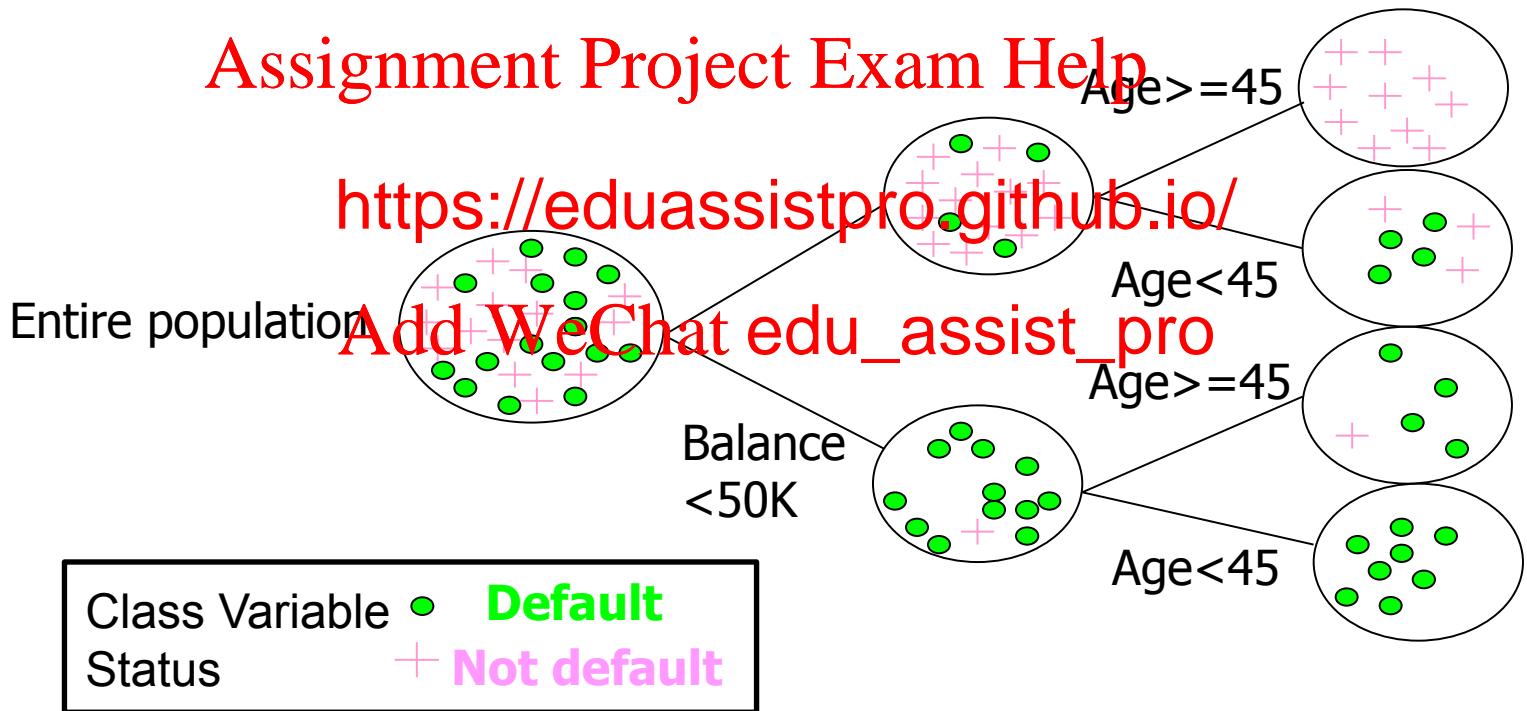 Assignment Project Exam Help
Age>=45
https://eduassistpro.github.io/
Age<45
Entire population
Add WeChat edu_assist_pro
Age>=45
Balance
<50K
Age<45
Class Variable Default
Status Not default